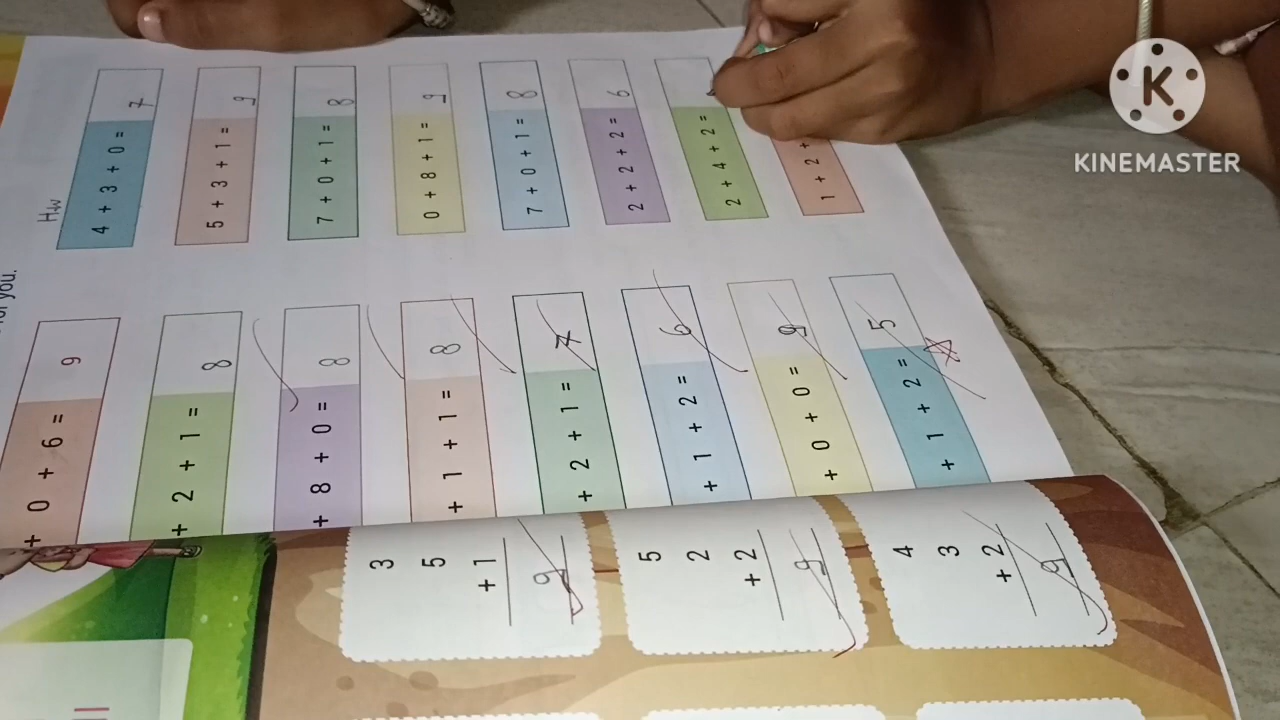 for you.
H.W
4 + 3 + 0 = 7
5 + 3 + 1 = 9
7 + 0 + 1 = 8
0 + 8 + 1 = 9
7 + 0 + 1 = 8
2 + 2 + 2 = 6
2 + 4 + 2 =
1 + 2 +
+ 0 + 6 = 9
+ 2 + 1 = 8
+ 8 + 0 = 8
+ 1 + 1 = 8
+ 2 + 1 = 7
+ 1 + 2 = 6
+ 0 + 0 = 9
+ 1 + 2 = 5
3
5
+ 1
9
5
2
+ 2
9
4
3
+ 2
9
K
KINEMASTER